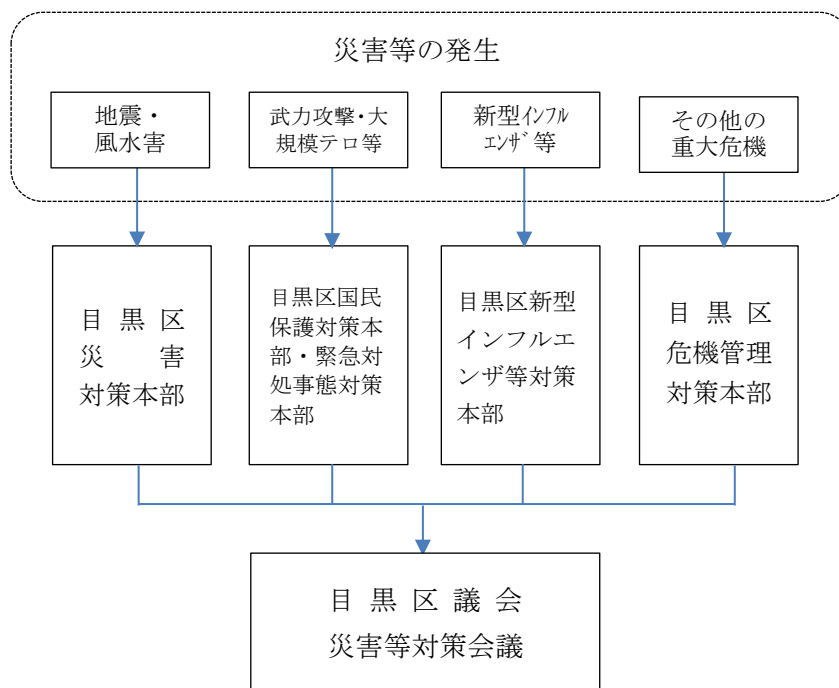 災害等の発生
地震・
風水害
武力攻撃・大
規模テロ等
新型ｲﾝﾌﾙ
ｴﾝｻﾞ等
その他の
重大危機
目黒区
災害
対策本部
目黒区国民
保護対策本
部・緊急対
処事態対策
本部
目黒区新型
インフルエ
ンザ等対策
本部
目黒区
危機管理
対策本部
目黒区議会
災害等対策会議